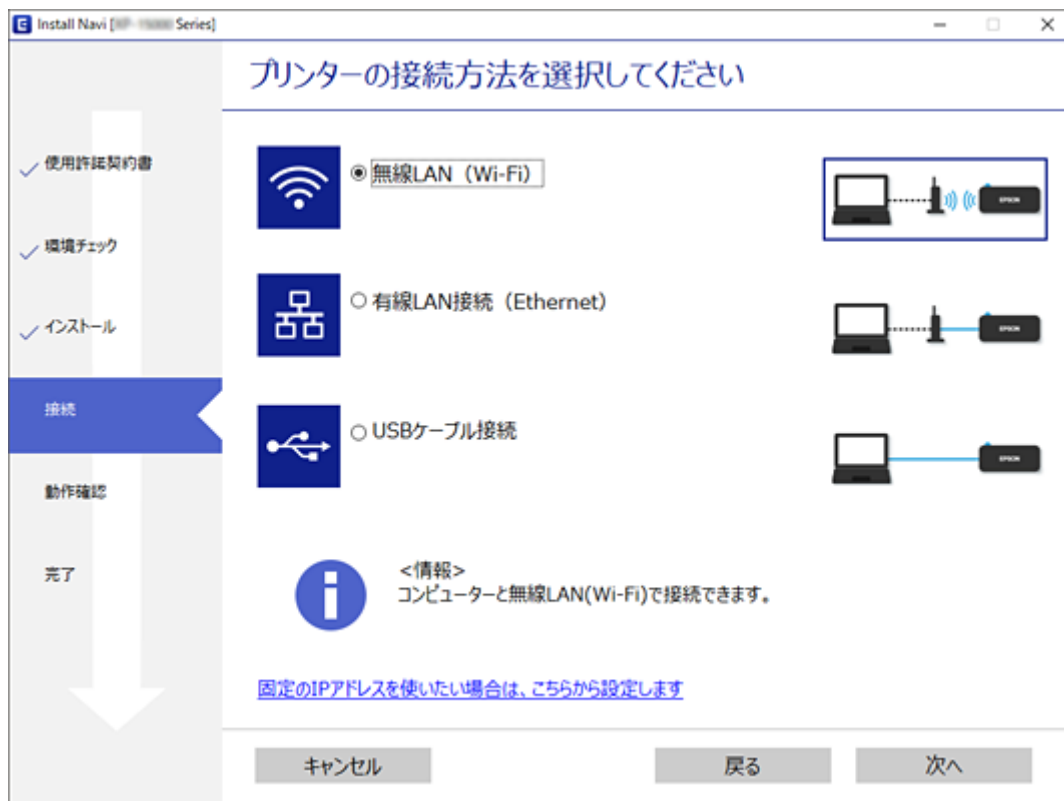 Install Navi [ Series]
プリンターの接続方法を選択してください
使用許諾契約書
環境チェック
インストール
接続
動作確認
完了
無線LAN（Wi-Fi）
EPSON
有線LAN接続（Ethernet）
EPSON
USBケーブル接続
EPSON
<情報>
コンピューターと無線LAN(Wi-Fi)で接続できます。
固定のIPアドレスを使いたい場合は、こちらから設定します
キャンセル
戻る
次へ